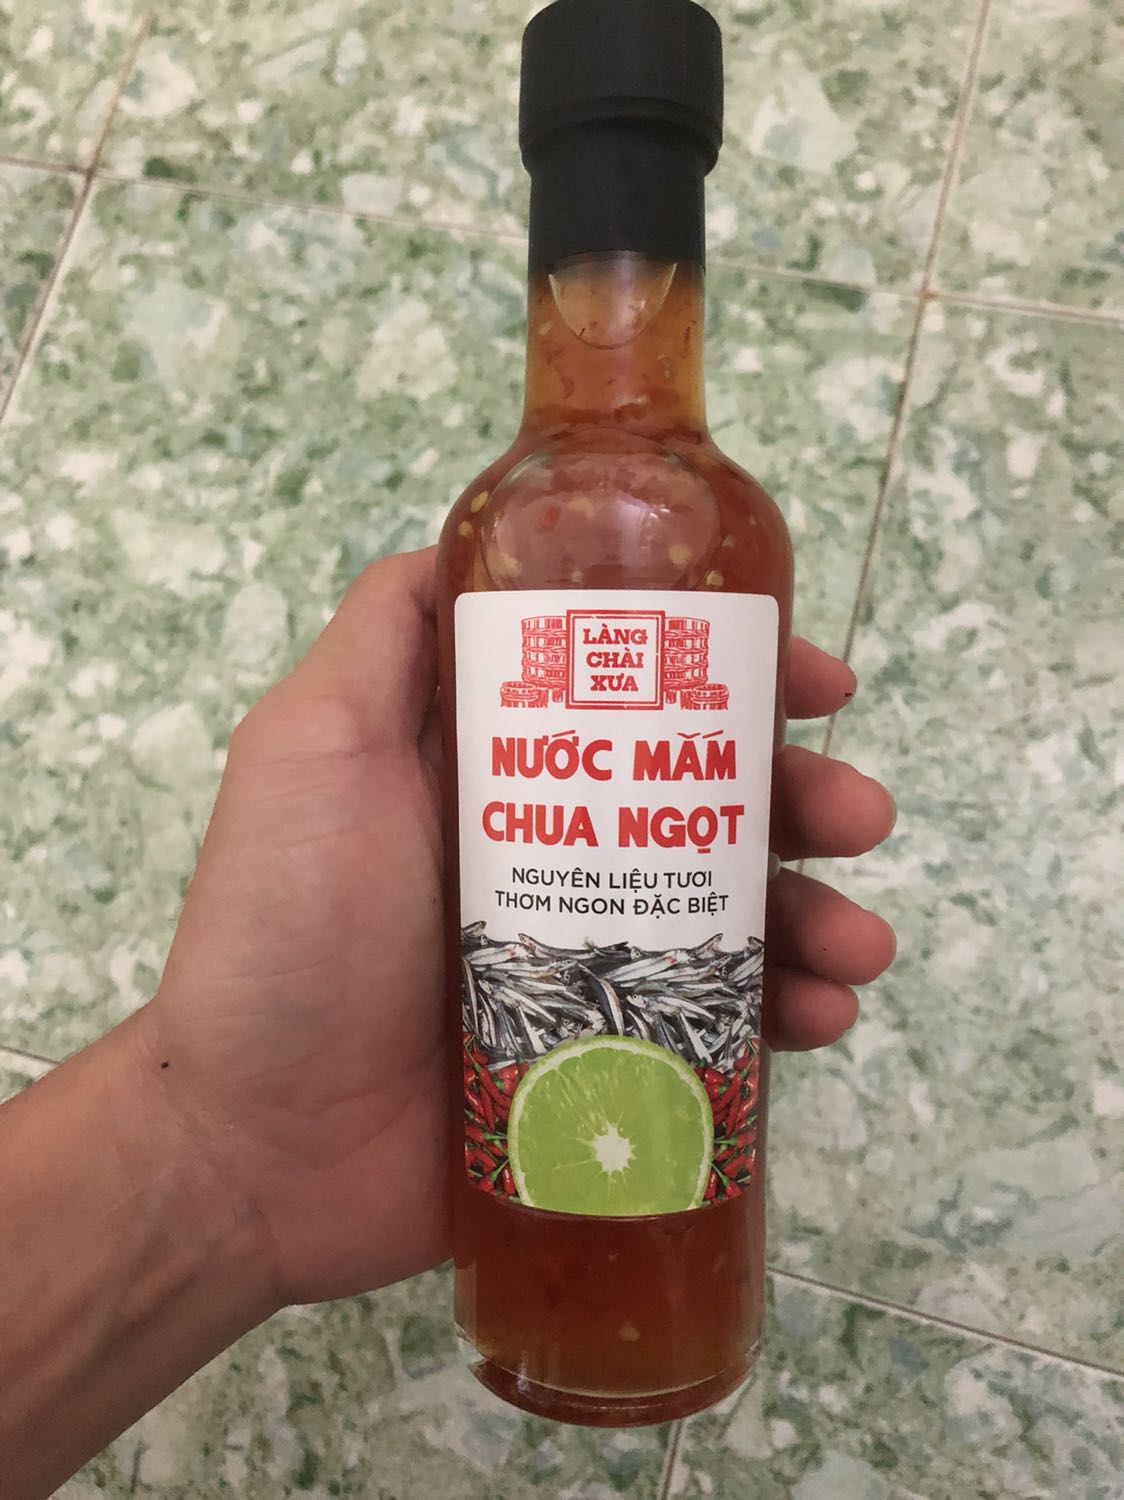 LÀNG
CHÀI
XƯA
NƯỚC MẮM
CHUA NGỌT
NGUYÊN LIỆU TƯƠI
THƠM NGON ĐẶC BIỆT